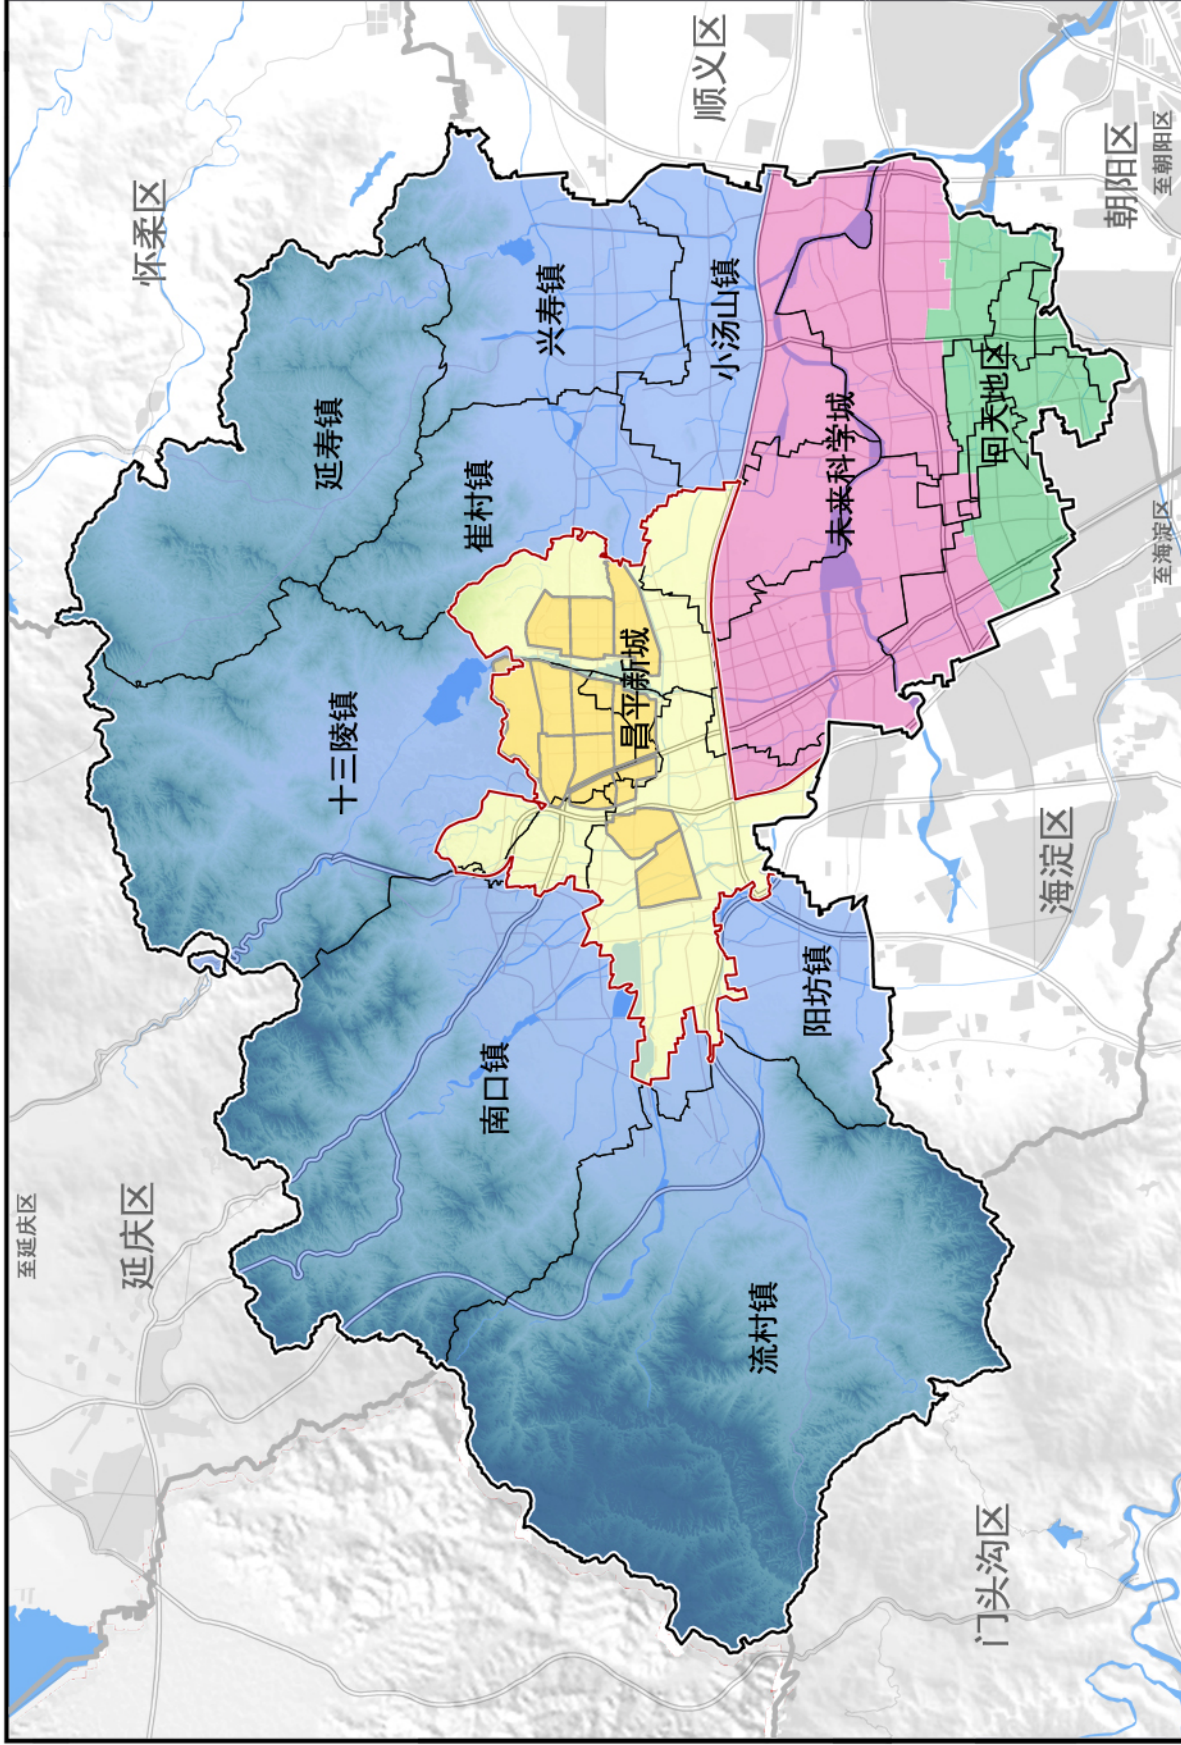 至延庆区
延庆区
怀柔区
延寿镇
十三陵镇
崔村镇
兴寿镇
南口镇
昌平新城
小汤山镇
顺义区
流村镇
阳坊镇
未来科学城
回天地区
门头沟区
海淀区
朝阳区
至海淀区
至朝阳区